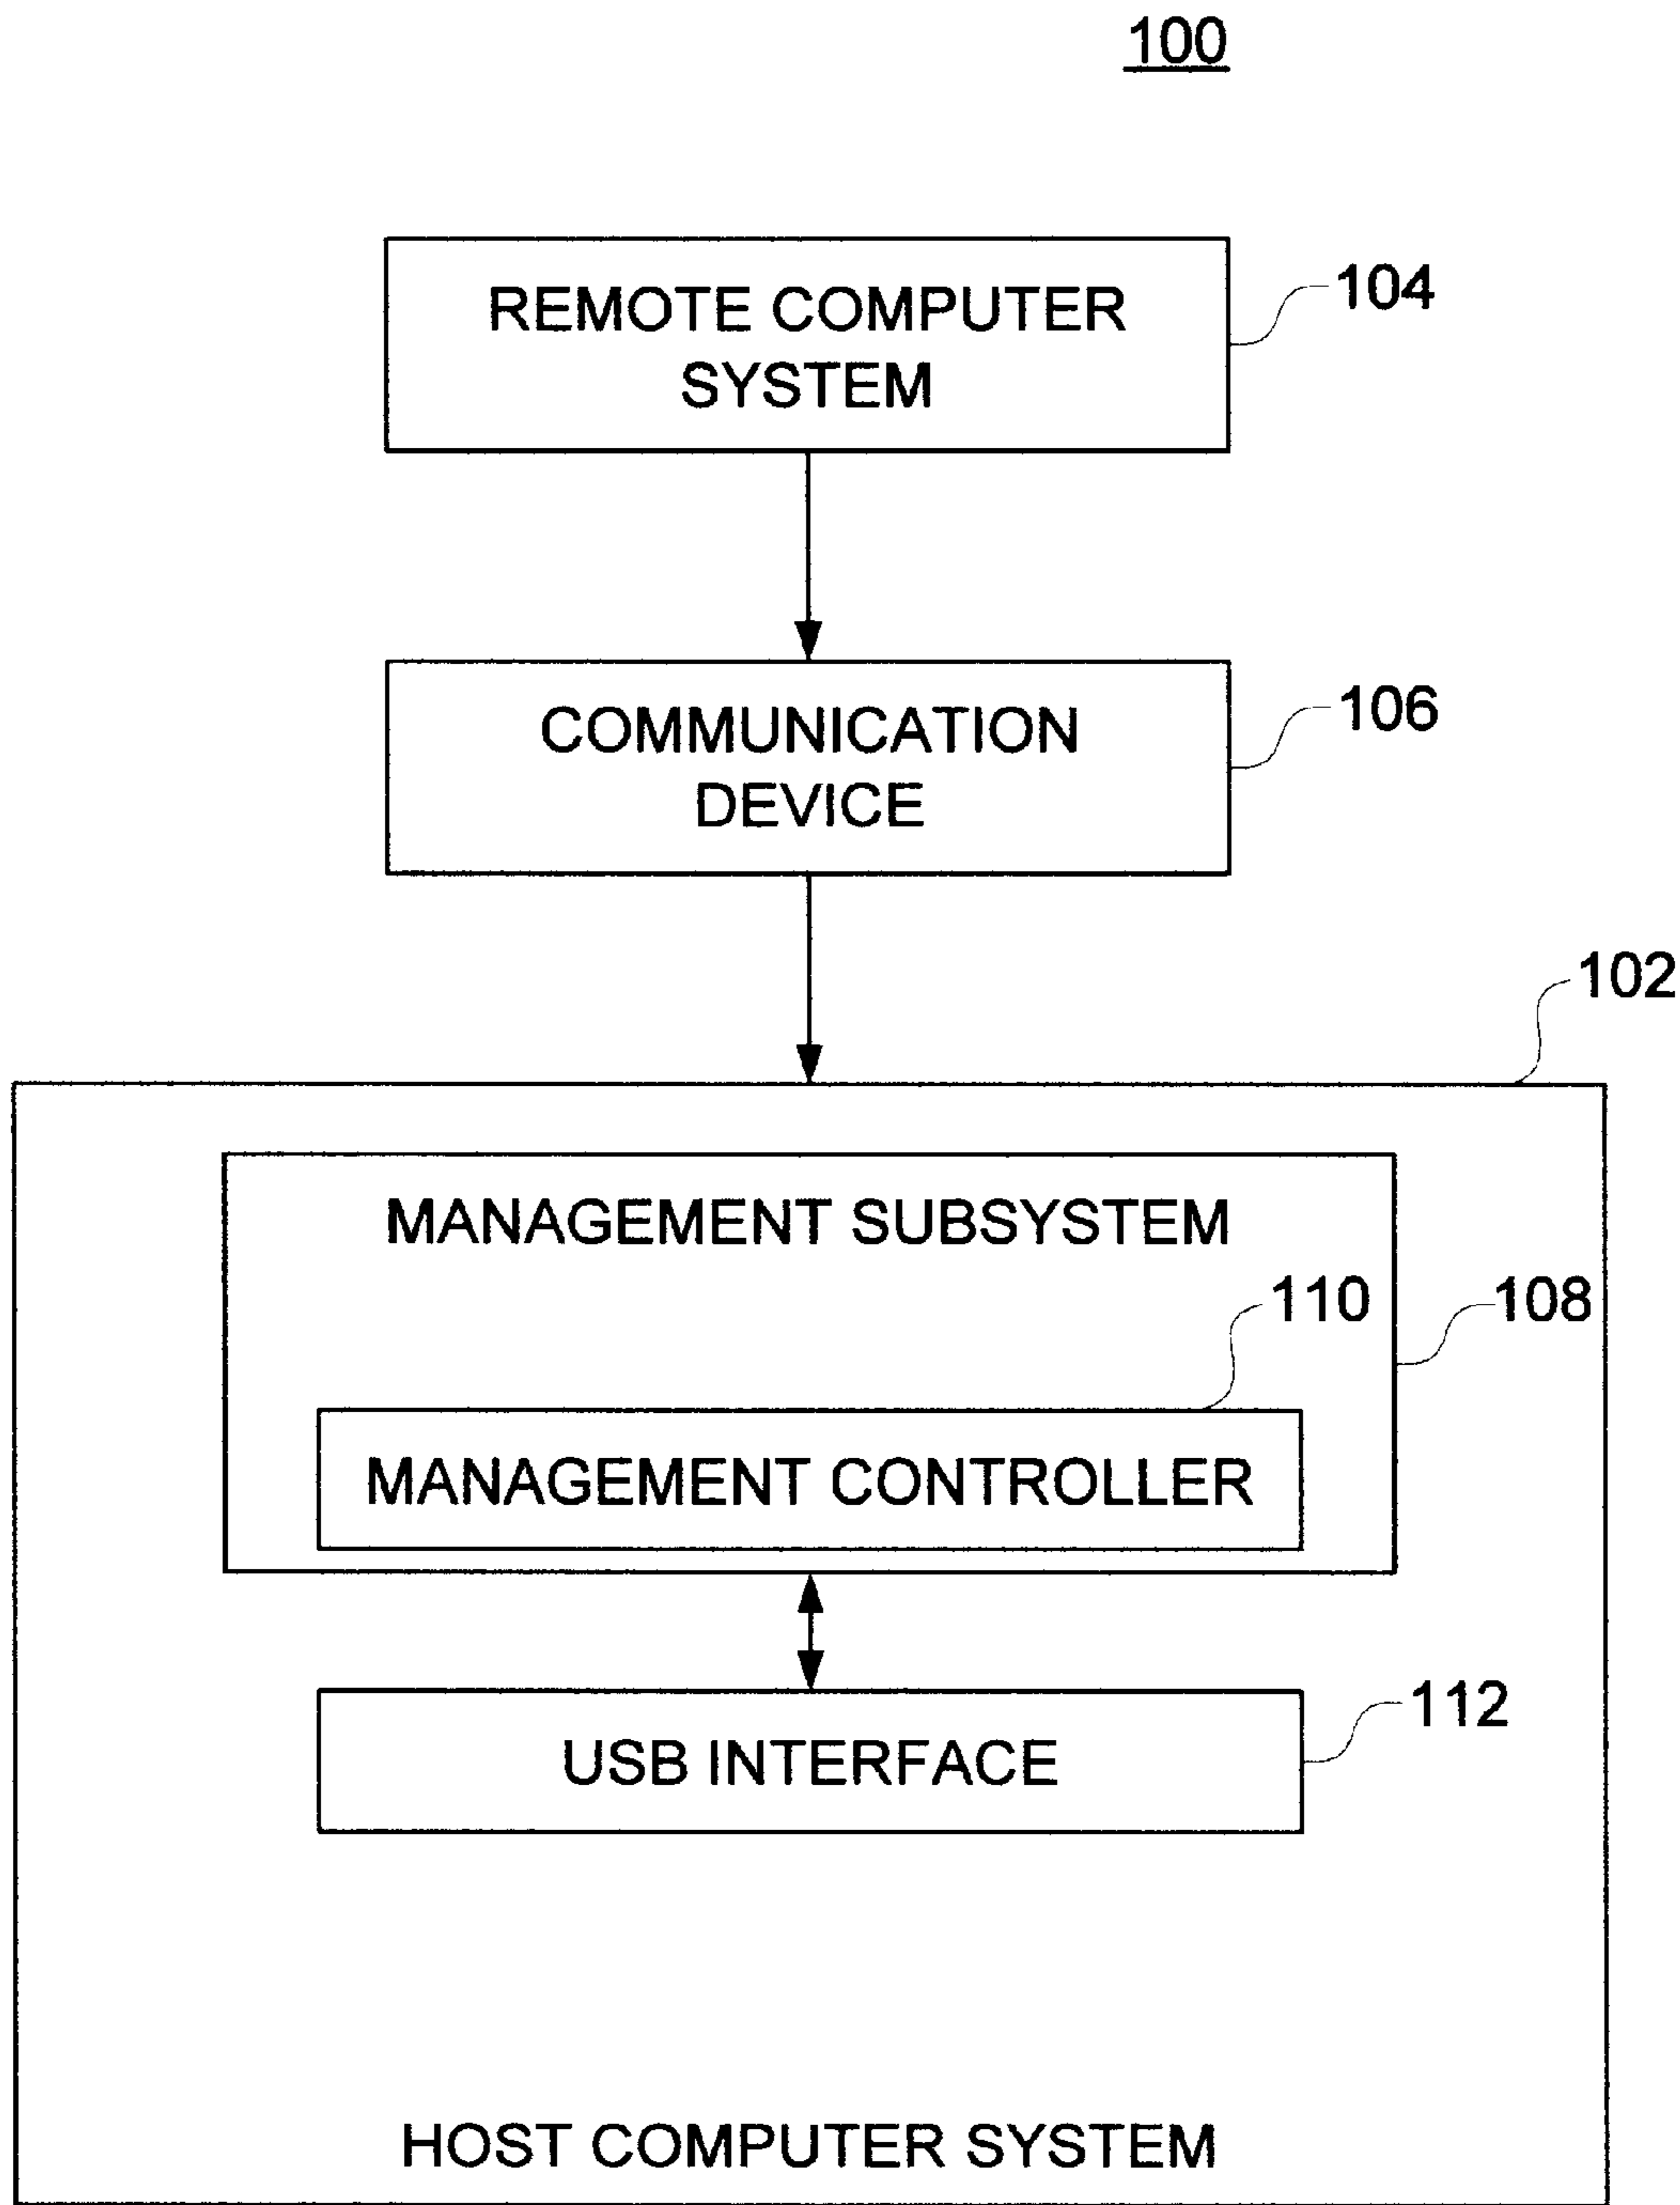 100
REMOTE COMPUTER
SYSTEM
104
COMMUNICATION
DEVICE
106
102
MANAGEMENT SUBSYSTEM
110
108
MANAGEMENT CONTROLLER
112
USB INTERFACE
HOST COMPUTER SYSTEM